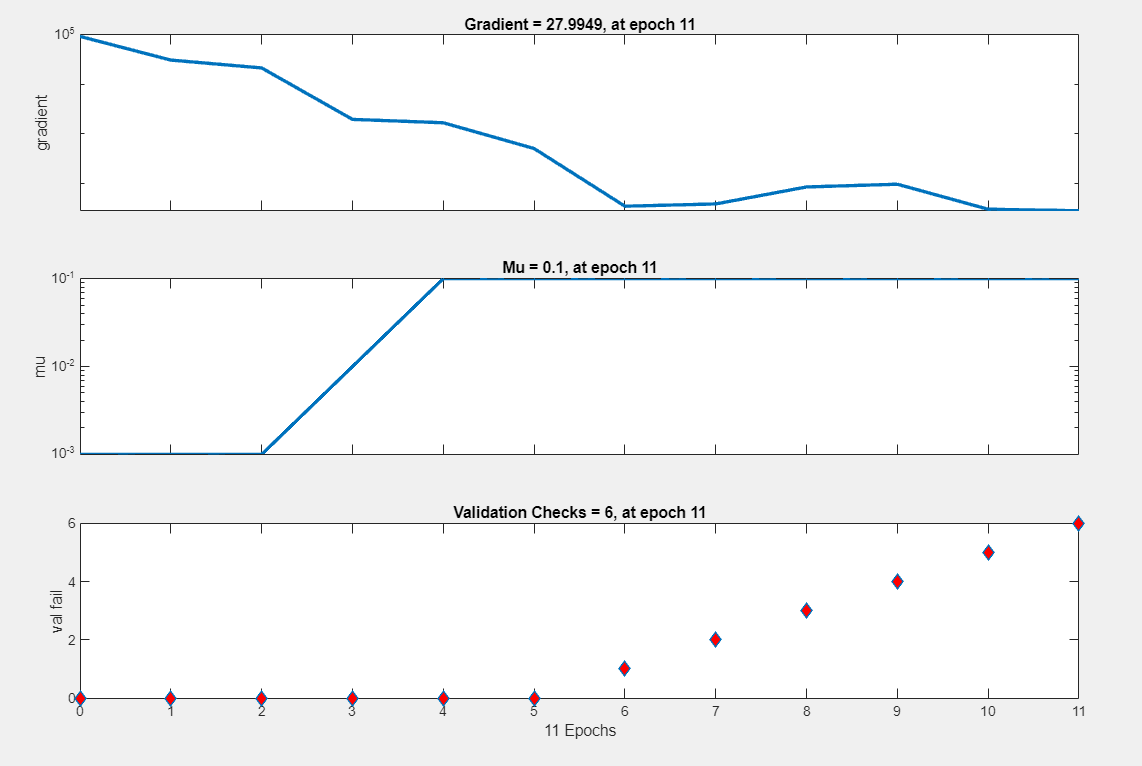 Gradient = 27.9949, at epoch 11
10^5
gradient
Mu = 0.1, at epoch 11
10^-1
10^-2
10^-3
mu
Validation Checks = 6, at epoch 11
6
4
2
0
val fail
0 1 2 3 4 5 6 7 8 9 10 11
11 Epochs